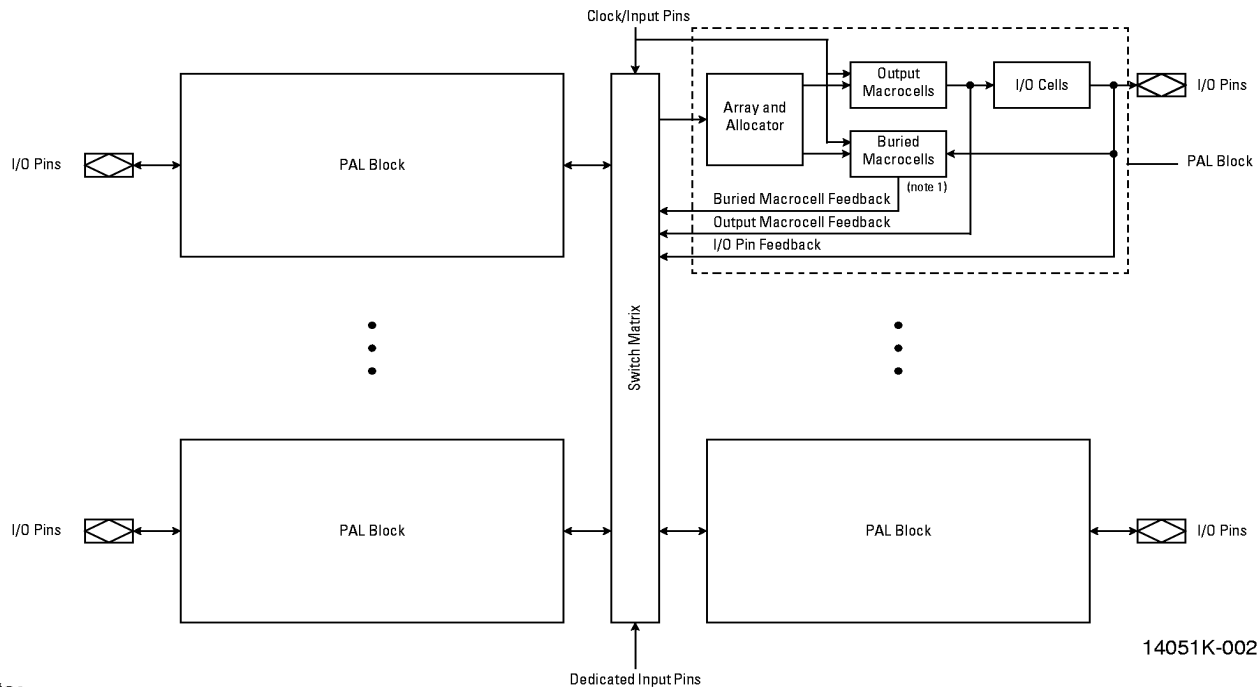 Clock/Input Pins
Output
Macrocells
I/O Cells
I/O Pins
Array and
Allocator
Buried
Macrocells
(note 1)
PAL Block
I/O Pins
PAL Block
Buried Macrocell Feedback
Output Macrocell Feedback
I/O Pin Feedback
Switch Matrix
I/O Pins
PAL Block
PAL Block
I/O Pins
14051K-002
Dedicated Input Pins